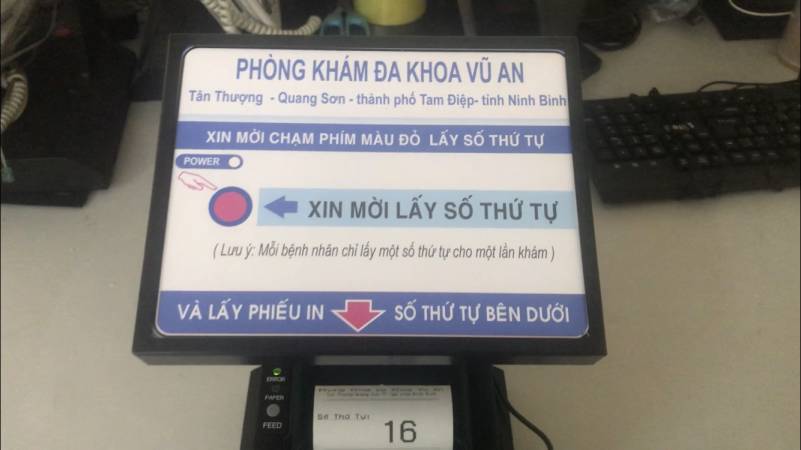 PHÒNG KHÁM ĐA KHOA VŨ AN
Tân Thượng - Quang Sơn - thành phố Tam Điệp- tỉnh Ninh Bình
XIN MỜI CHẠM PHÍM MÀU ĐỎ LẤY SỐ THỨ TỰ
POWER
XIN MỜI LẤY SỐ THỨ TỰ
( Lưu ý: Mỗi bệnh nhân chỉ lấy một số thứ tự cho một lần khám )
VÀ LẤY PHIẾU IN SỐ THỨ TỰ BÊN DƯỚI
ERROR
PAPER
FEED
Số Thứ Tự:
16